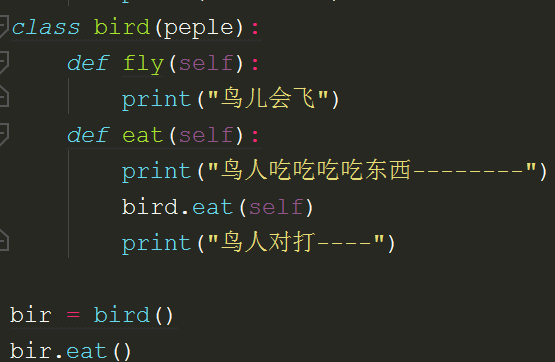 class bird(peple):
    def fly(self):
        print("鸟儿会飞")
    def eat(self):
        print("鸟人吃吃吃吃东西--------")
        bird.eat(self)
        print("鸟人对打----")
bir = bird()
bir.eat()